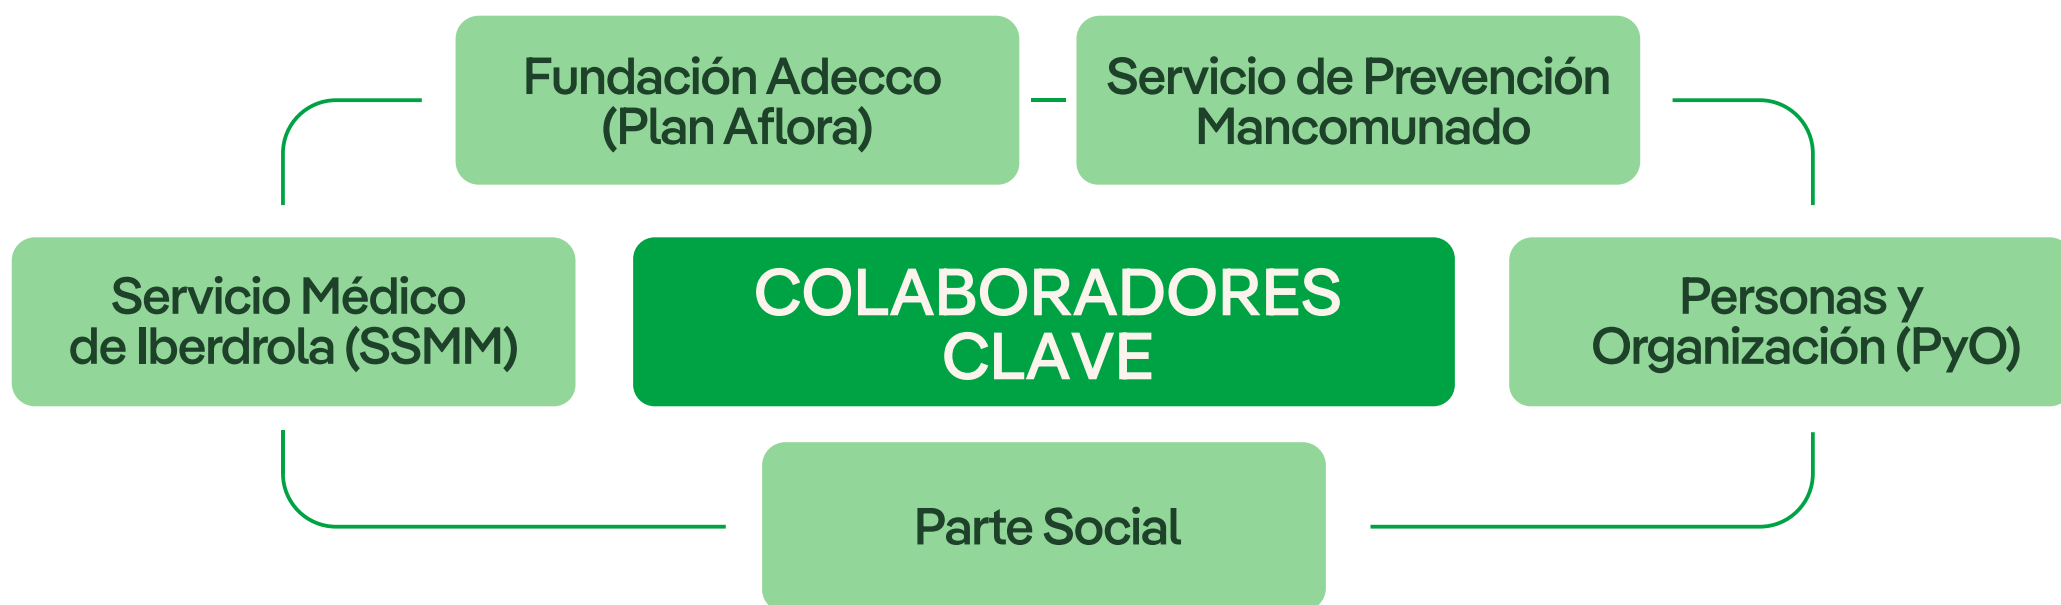 Fundación Adecco
(Plan Aflora)
Servicio de Prevención
Mancomunado
Servicio Médico
de Iberdrola (SSMM)
COLABORADORES
CLAVE
Personas y
Organización (PyO)
Parte Social